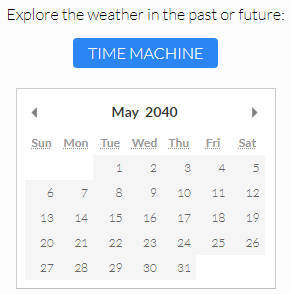 Explore the weather in the past or future:
TIME MACHINE
May 2040
Sun Mon Tue Wed Thu Fri Sat
1 2 3 4 5
6 7 8 9 10 11 12
13 14 15 16 17 18 19
20 21 22 23 24 25 26
27 28 29 30 31